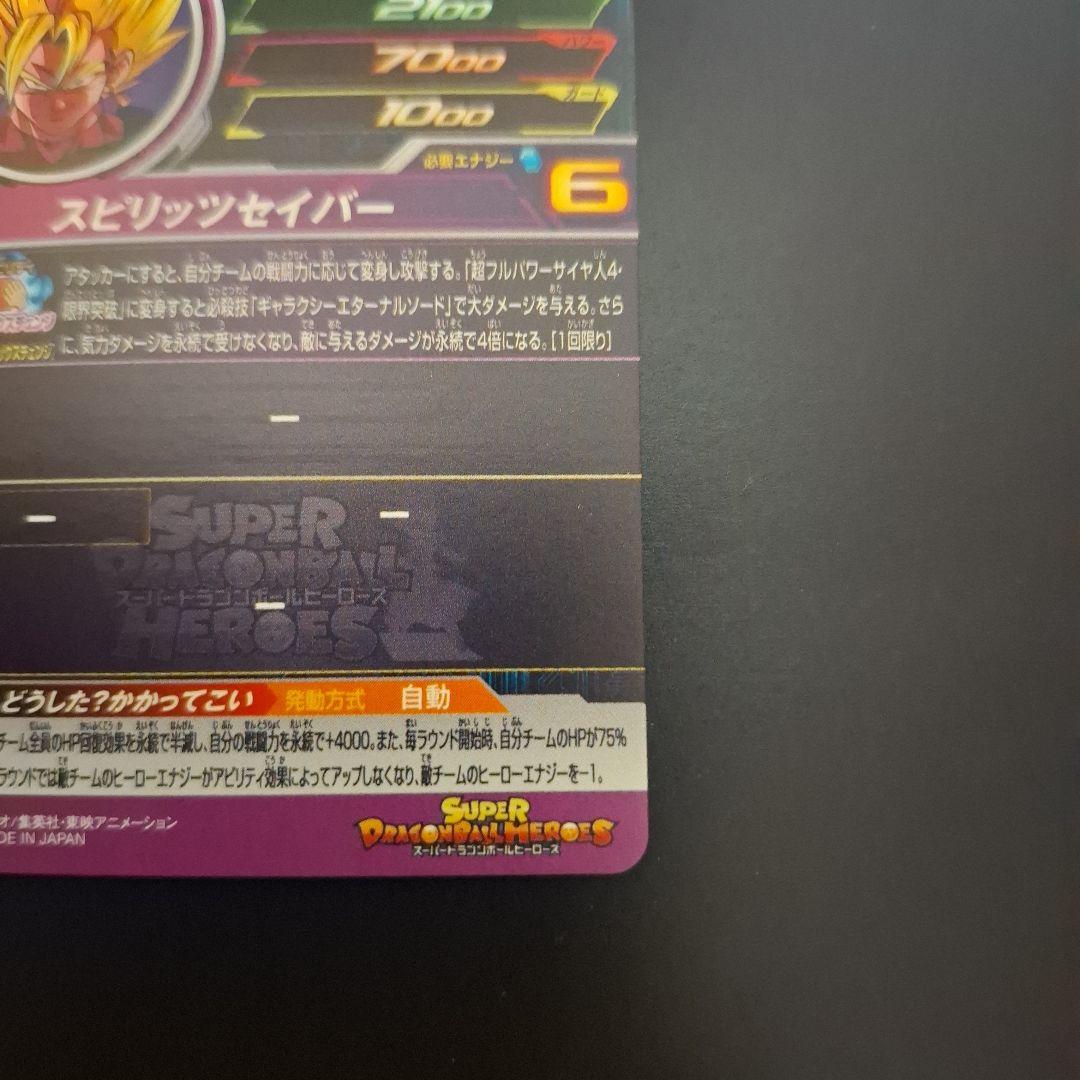 2100
パワー
7000
ガード
1000
必要エナジー
6
スピリッツセイバー
アタッカーにすると、自分チームの戦闘力に応じて変身し攻撃する。「超フルパワーサイヤ人4・
限界突破」に変身すると必殺技「ギャラクシーエターナルソード」で大ダメージを与える。さら
に、気力ダメージを永続で受けなくなり、敵に与えるダメージが永続で4倍になる。[1回限り]
SUPER
DRAGONBALL
スーパードラゴンボールヒーローズ
HEROES
どうした?かかってこい 発動方式 自動
チーム全員のHP回復効果を永続で半減し、自分の戦闘力を永続で+4000。また、毎ラウンド開始時、自分チームのHPが75%
ラウンドでは敵チームのヒーローエナジーがアビリティ効果によってアップしなくなり、敵チームのヒーローエナジーを-1。
オ/集英社・東映アニメーション
DE IN JAPAN
SUPER
DRAGONBALL HEROES
スーパードラゴンボールヒーローズ